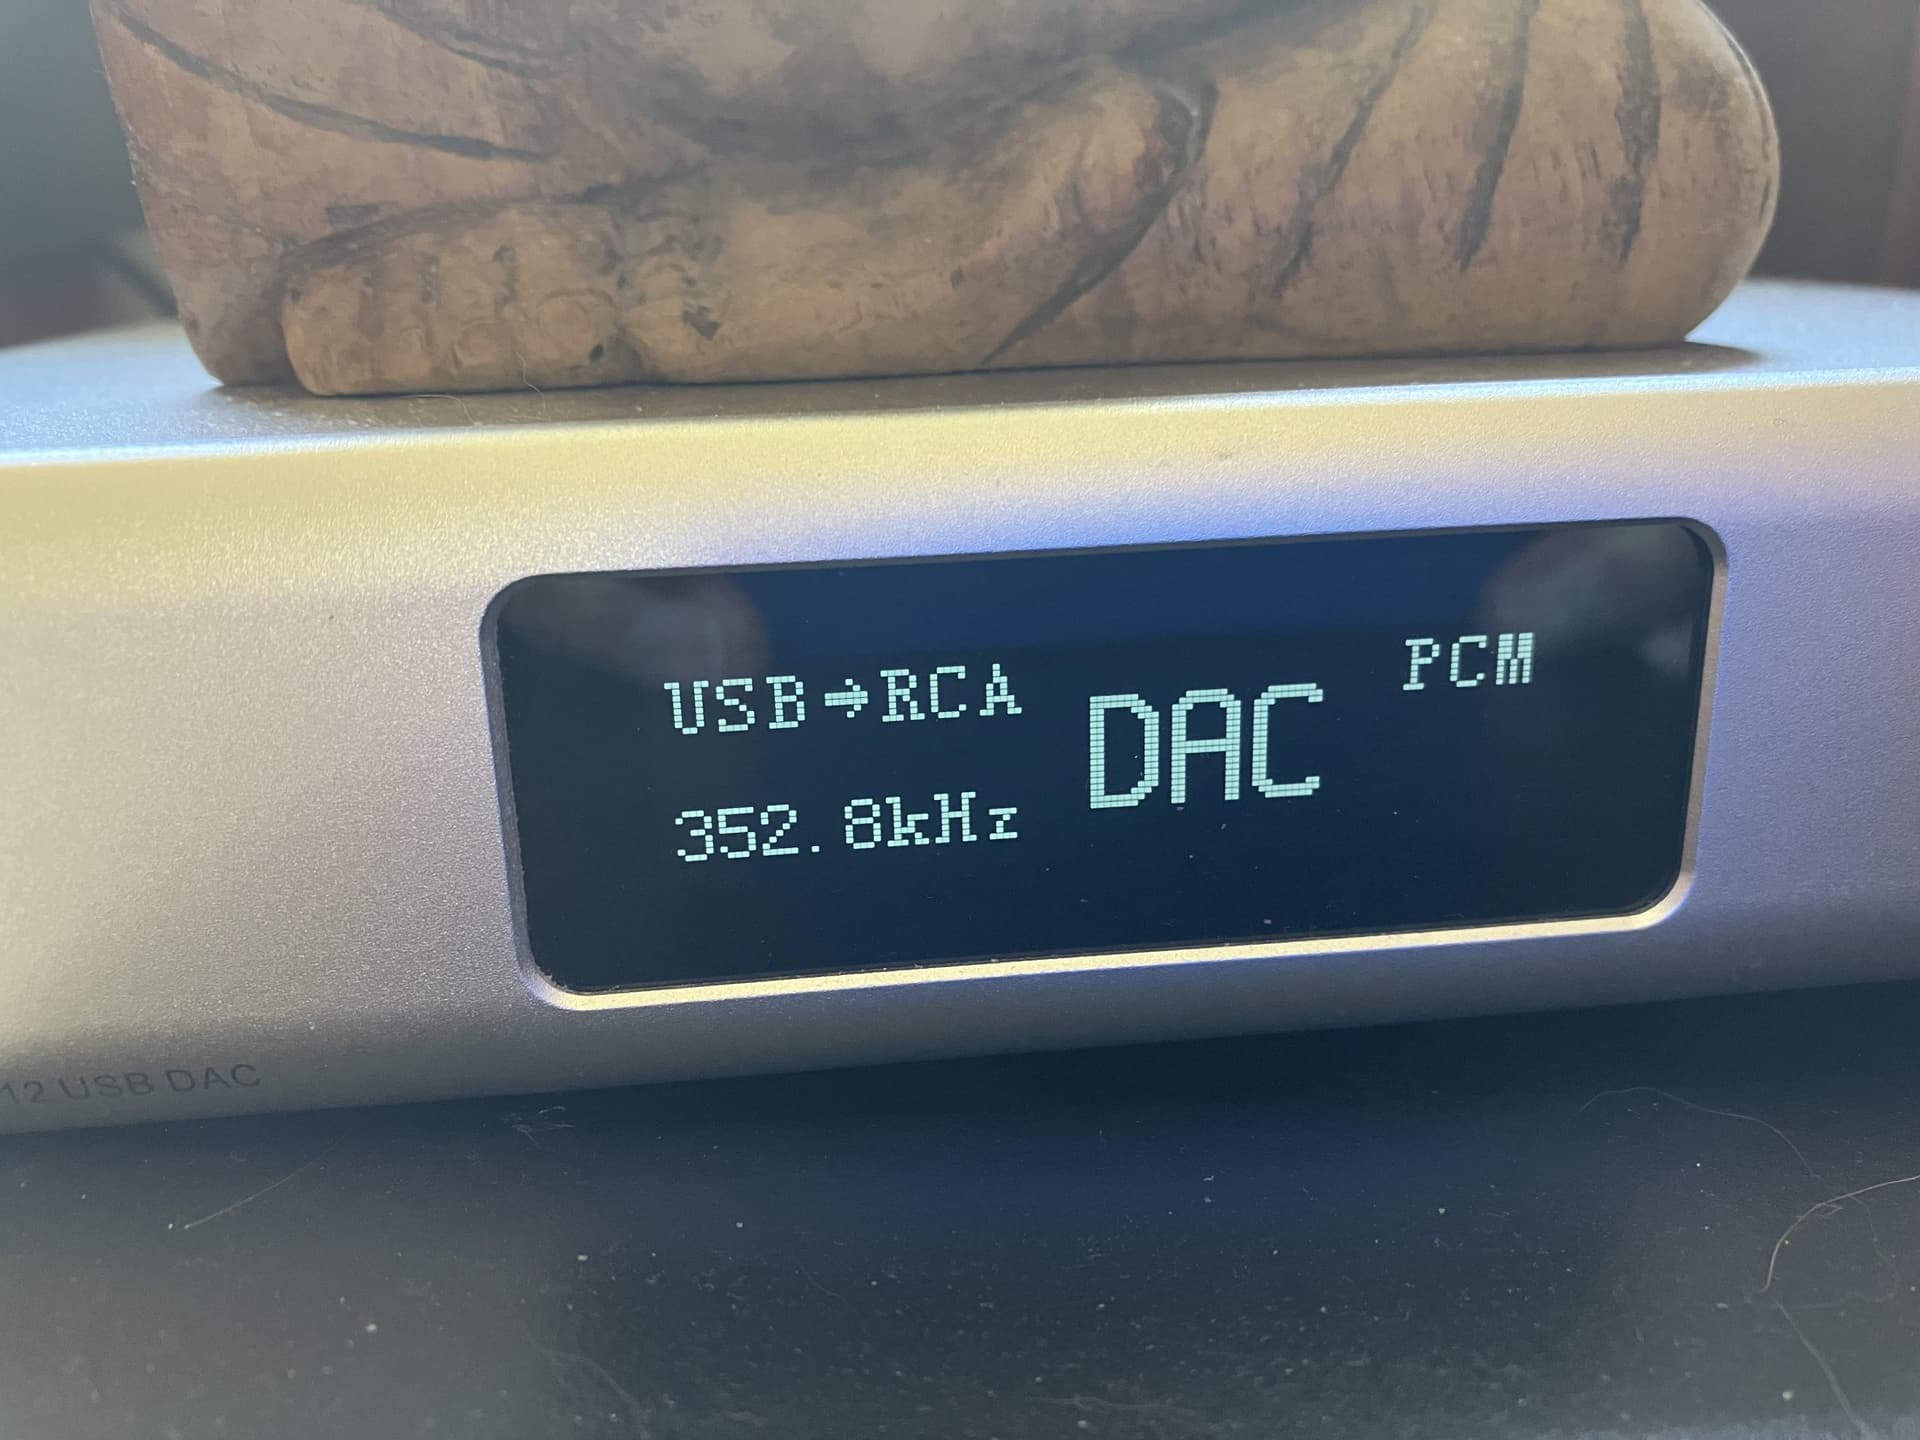 USB→RCA
DAC
PCM
352.8kHz
12 USB DAC